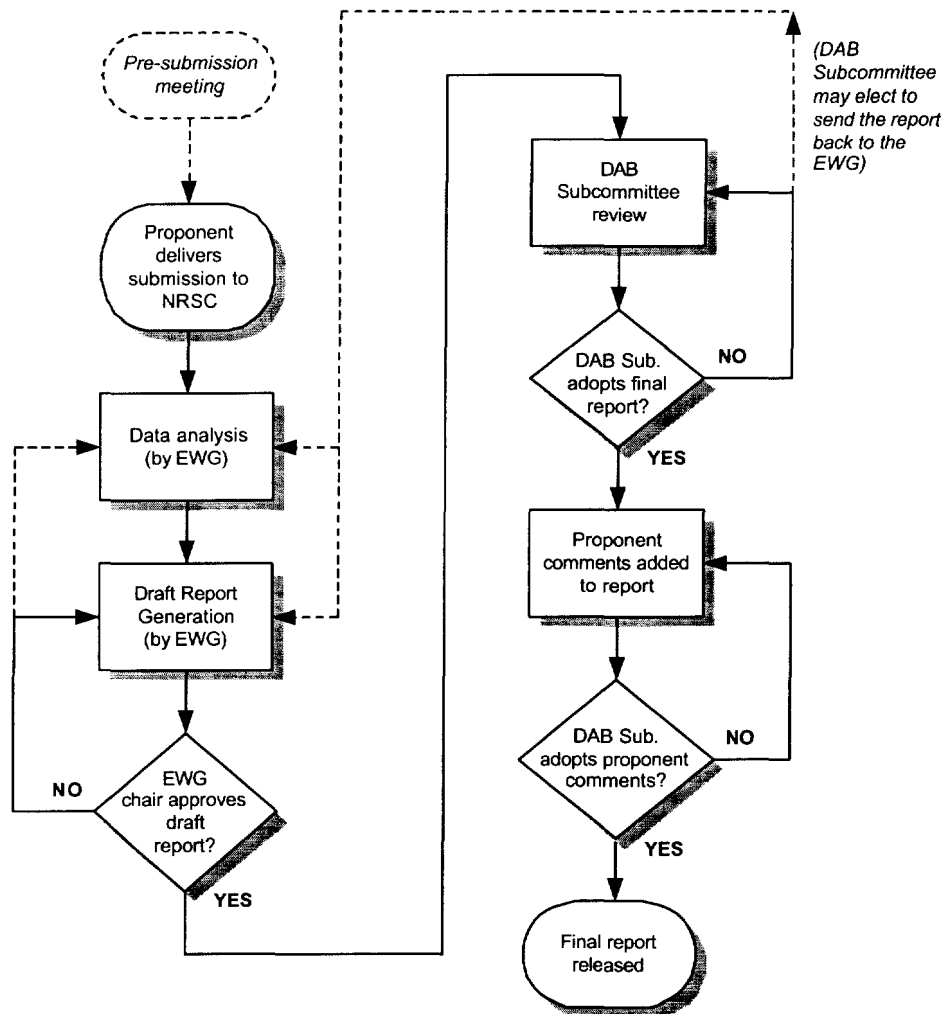 Pre-submission
meeting
Proponent
delivers
submission to
NRSC
Data analysis
(by EWG)
Draft Report
Generation
(by EWG)
EWG
chair approves
draft
report?
NO
YES
(DAB
Subcommittee
may elect to
send the report
back to the
EWG)
DAB
Subcommittee
review
DAB Sub.
adopts final
report?
NO
YES
Proponent
comments added
to report
DAB Sub.
adopts proponent
comments?
NO
YES
Final report
released